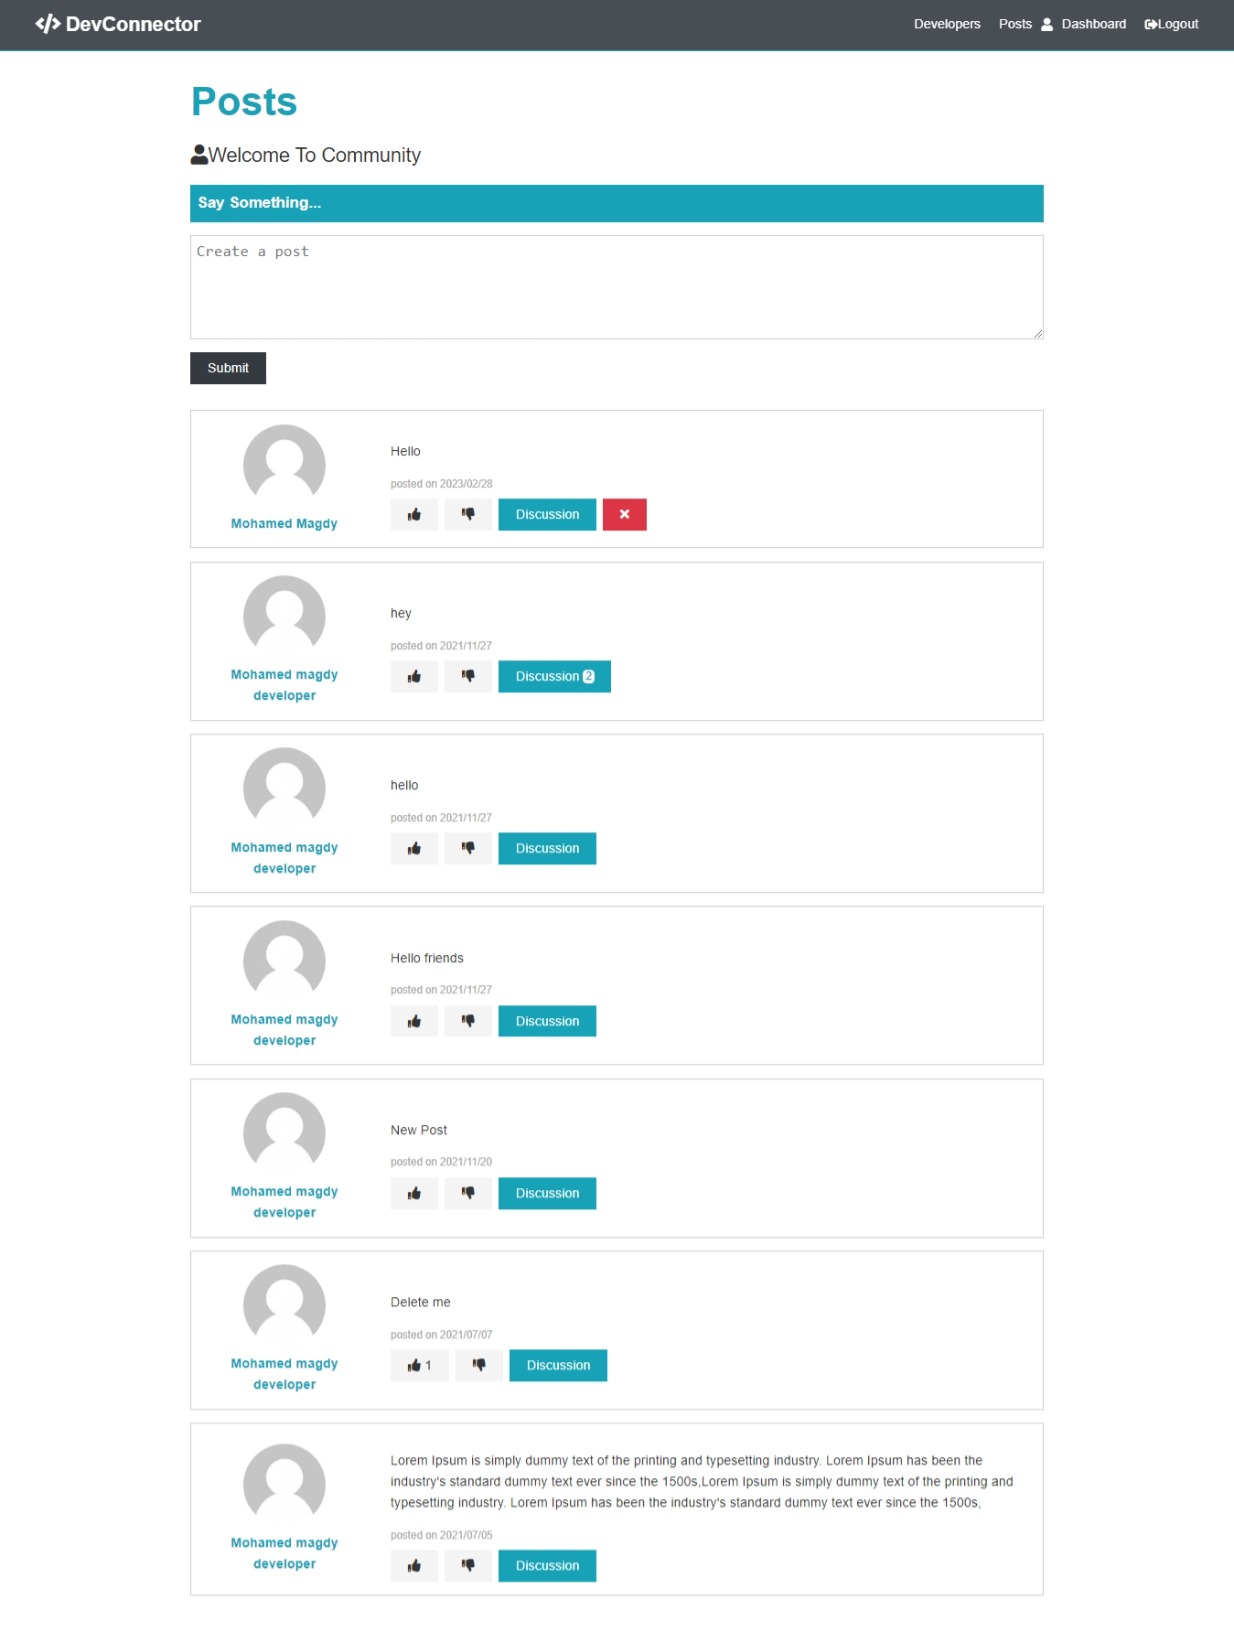 DevConnector
Developers Posts Dashboard Logout
Posts
Welcome To Community
Say Something...
Create a post
Submit
Hello
posted on 2023/02/28
Discussion
Mohamed Magdy
hey
posted on 2021/11/27
Discussion 2
Mohamed magdy
developer
hello
posted on 2021/11/27
Discussion
Mohamed magdy
developer
Hello friends
posted on 2021/11/27
Discussion
Mohamed magdy
developer
New Post
posted on 2021/11/20
Discussion
Mohamed magdy
developer
Delete me
posted on 2021/07/07
1 Discussion
Mohamed magdy
developer
Lorem Ipsum is simply dummy text of the printing and typesetting industry. Lorem Ipsum has been the
industry's standard dummy text ever since the 1500s,Lorem Ipsum is simply dummy text of the printing and
typesetting industry. Lorem Ipsum has been the industry's standard dummy text ever since the 1500s,
posted on 2021/07/05
Discussion
Mohamed magdy
developer